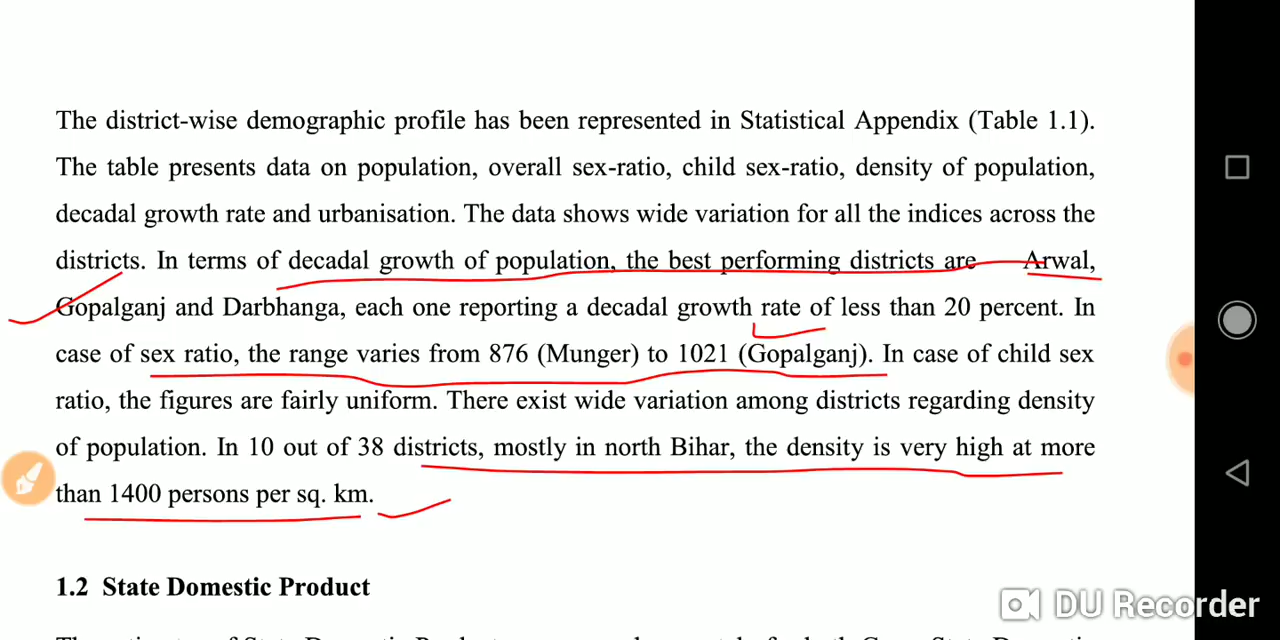 The district-wise demographic profile has been represented in Statistical Appendix (Table 1.1).
The table presents data on population, overall sex-ratio, child sex-ratio, density of population,
decadal growth rate and urbanisation. The data shows wide variation for all the indices across the
districts. In terms of decadal growth of population, the best performing districts are Arwal,
Gopalganj and Darbhanga, each one reporting a decadal growth rate of less than 20 percent. In
case of sex ratio, the range varies from 876 (Munger) to 1021 (Gopalganj). In case of child sex
ratio, the figures are fairly uniform. There exist wide variation among districts regarding density
of population. In 10 out of 38 districts, mostly in north Bihar, the density is very high at more
than 1400 persons per sq. km.
1.2 State Domestic Product
DU Recorder